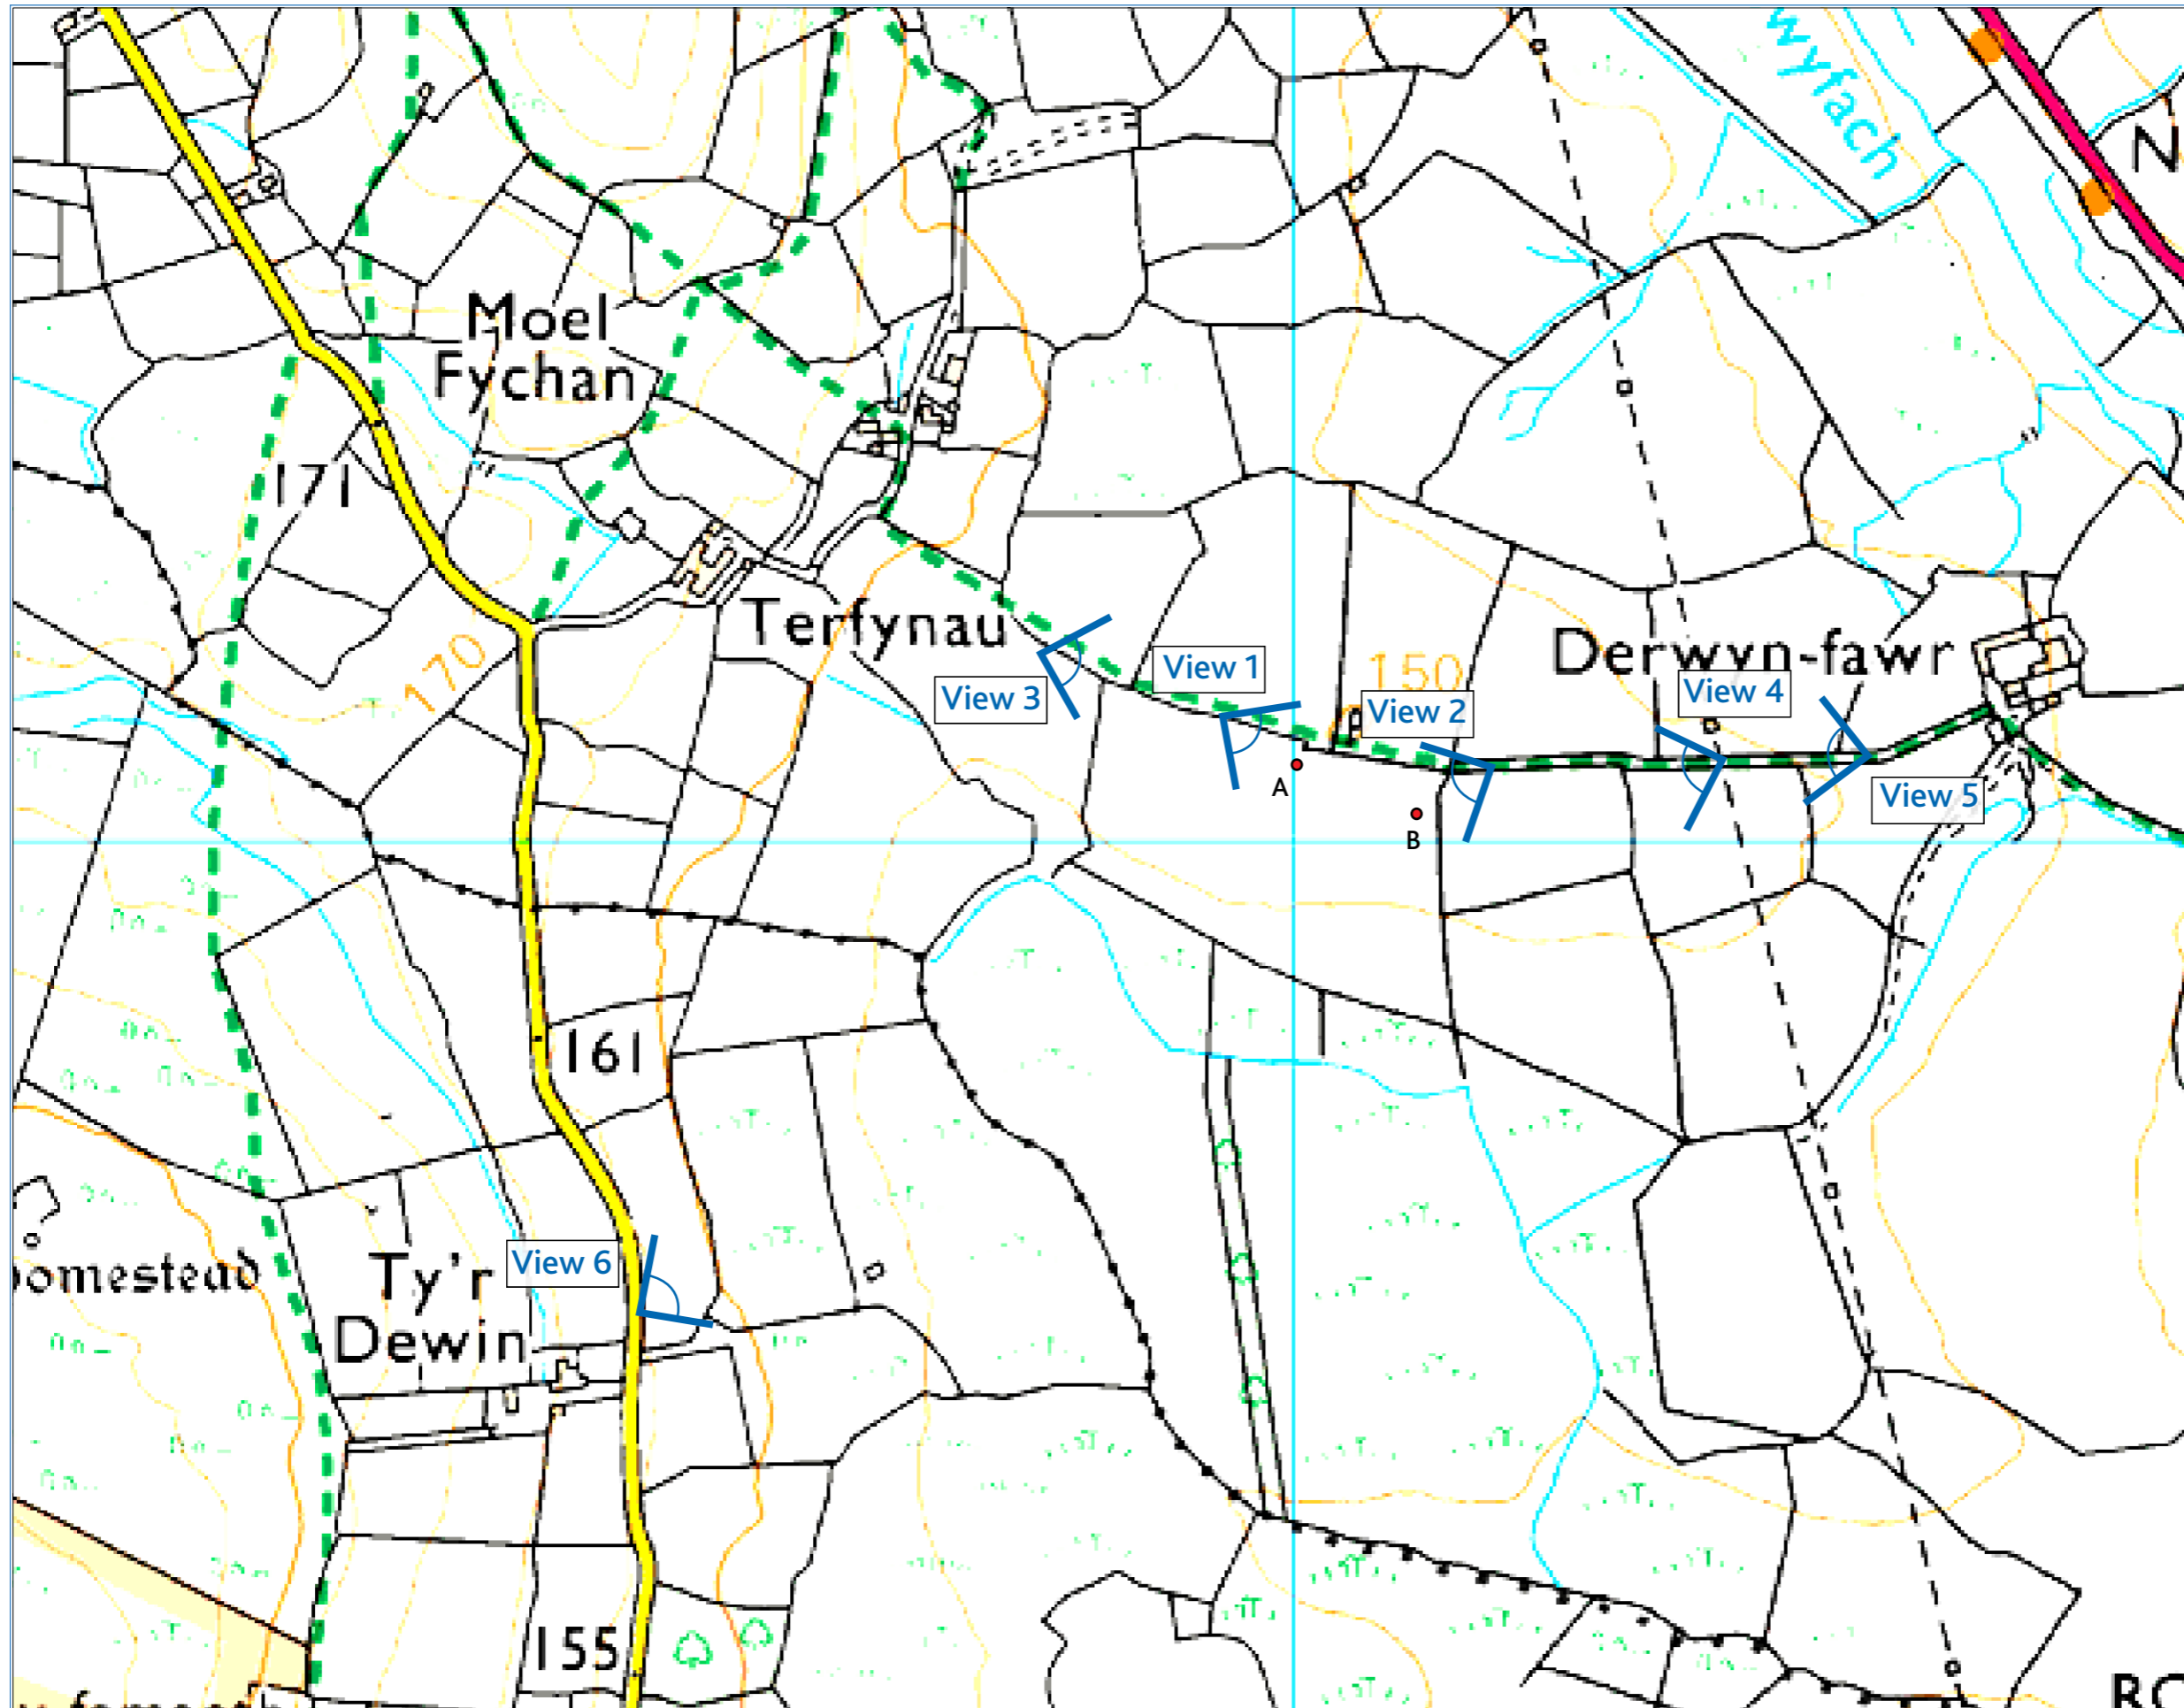 wyfach
N
Moel
Fychan
171
Terfynau
170
View 3
View 1
150
View 2
Derwyn-fawr
View 4
View 5
A
B
161
View 6
Ty'r
Dewin
155